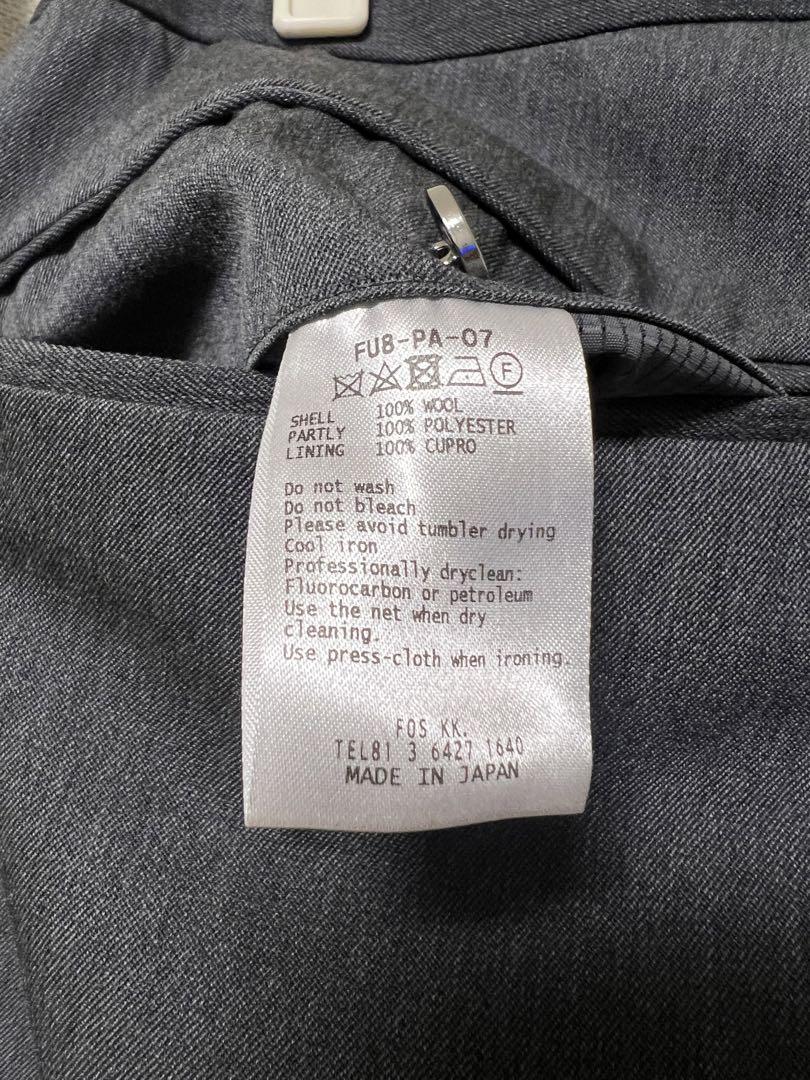 FU8-PA-07
F
SHELL 100% WOOL
PARTLY 100% POLYESTER
LINING 100% CUPRO
Do not wash
Do not bleach
Please avoid tumbler drying
Cool iron
Professionally dryclean:
Fluorocarbon or petroleum
Use the net when dry
cleaning.
Use press-cloth when ironing.
FOS KK.
TEL81 3 6427 1640
MADE IN JAPAN